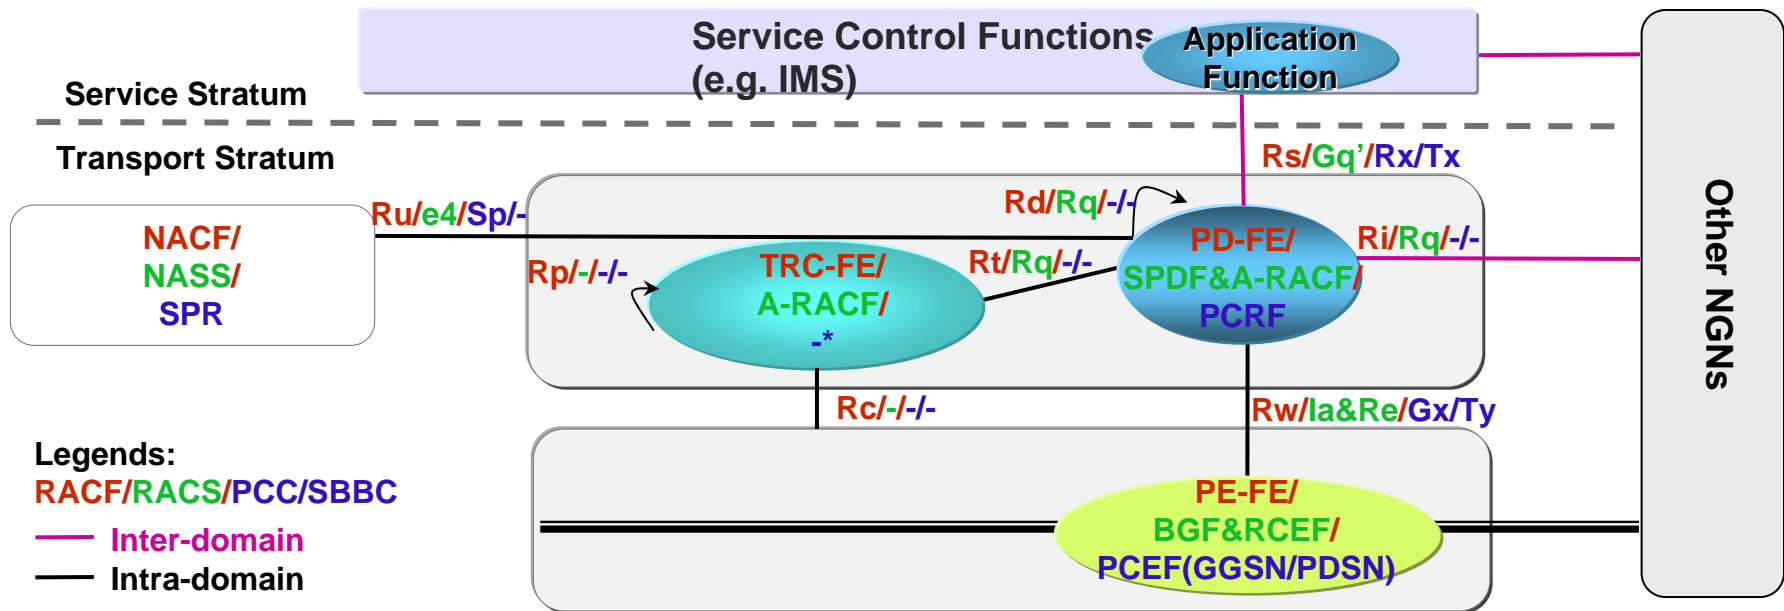 Service Control Functions
(e.g. IMS)
Application
Function
Service Stratum
Transport Stratum
Rs/Gq’/Rx/Tx
Ru/e4/Sp/-
Rd/Rq/-/-
NACF/
NASS/
SPR
Rp/-/-/-
TRC-FE/
A-RACF/
-*
Rt/Rq/-/-
PD-FE/
SPDF&A-RACF/
PCRF
Ri/Rq/-/-
Other NGNs
Rc/-/-/-
Rw/Ia&Re/Gx/Ty
Legends:
RACF/RACS/PCC/SBBC
Inter-domain
Intra-domain
PE-FE/
BGF&RCEF/
PCEF(GGSN/PDSN)